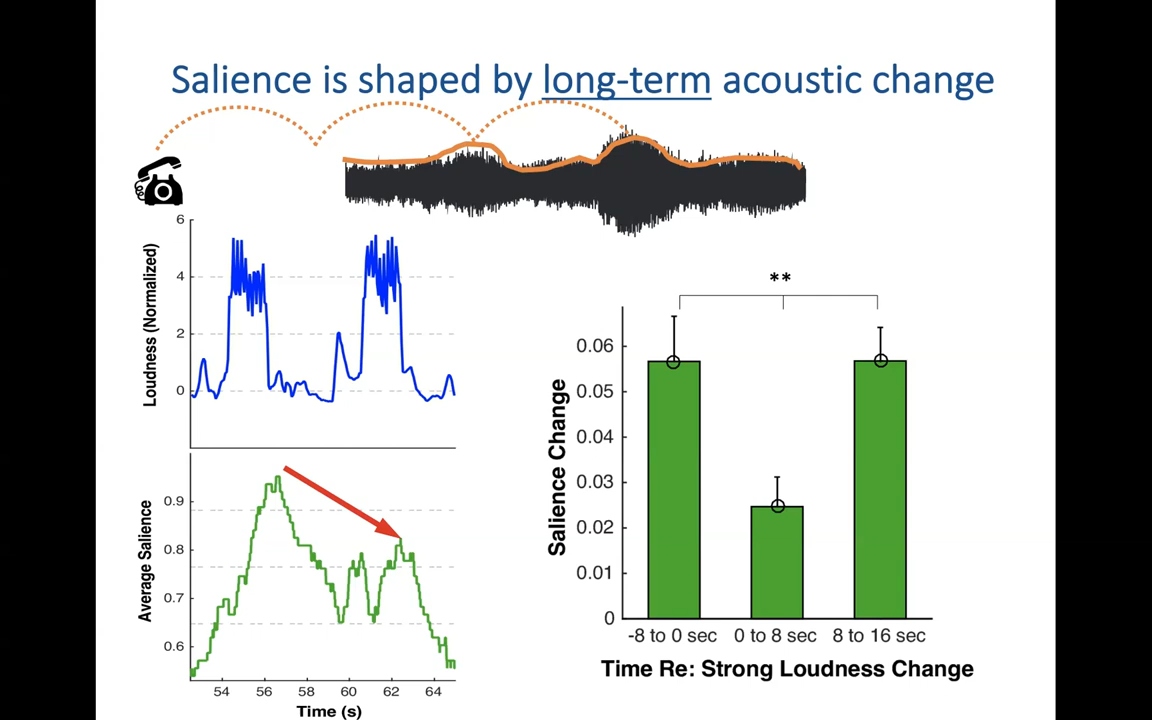 Salience is shaped by long-term acoustic change
Loudness (Normalized)
6
4
2
0
Average Salience
0.9
0.8
0.7
0.6
54 56 58 60 62 64
Time (s)
**
Salience Change
0.06
0.05
0.04
0.03
0.02
0.01
0
-8 to 0 sec 0 to 8 sec 8 to 16 sec
Time Re: Strong Loudness Change